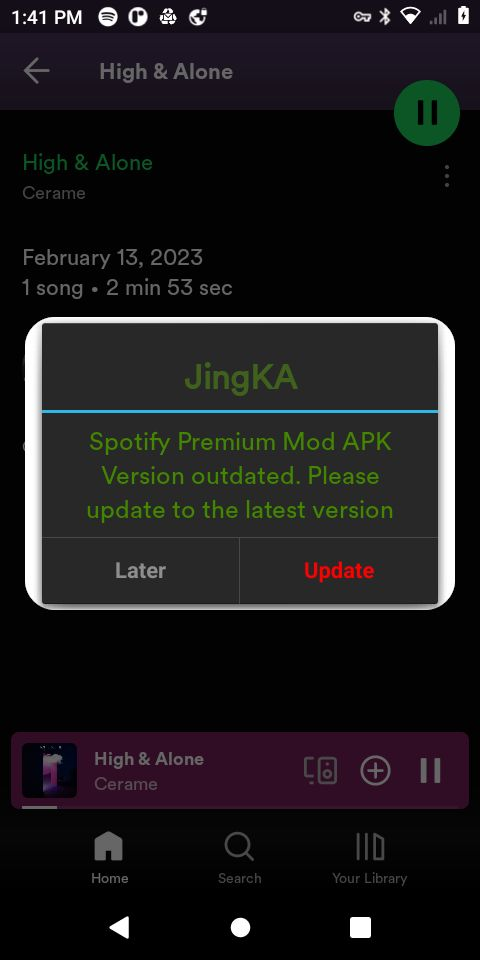 1:41 PM
High & Alone
High & Alone
Cerame
February 13, 2023
1 song • 2 min 53 sec
JingKA
Spotify Premium Mod APK
Version outdated. Please
update to the latest version
Later
Update
High & Alone
Cerame
Home
Search
Your Library